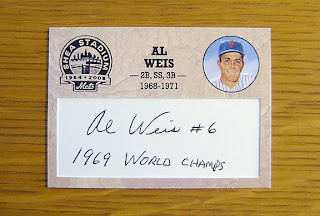 SHEA STADIUM
1964 • 2008
Mets
AL
WEIS
2B, SS, 3B
1968-1971
Al Weis #6
1969 WORLD CHAMPS